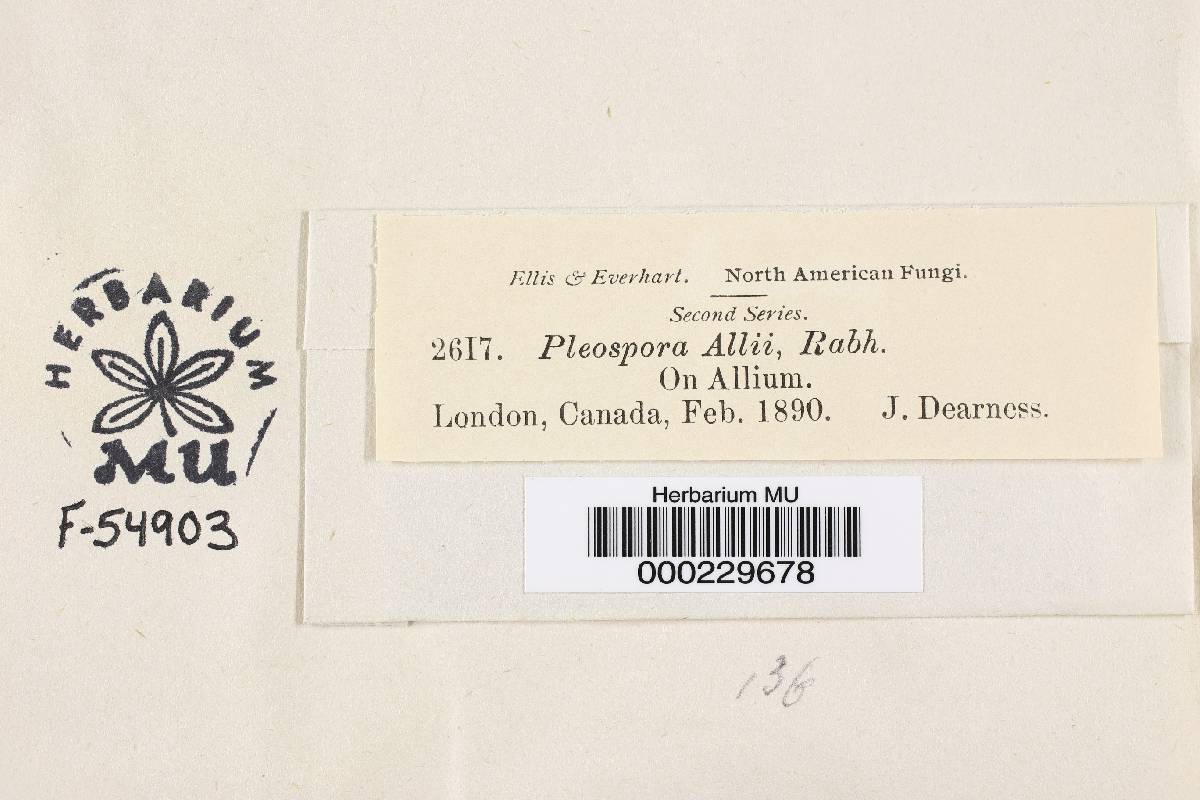 HERBARIUM
MU
F-54903
Ellis & Everhart. North American Fungi.
Second Series.
2617. Pleospora Allii, Rabh.
On Allium.
London, Canada, Feb. 1890. J. Dearness.
Herbarium MU
000229678
136